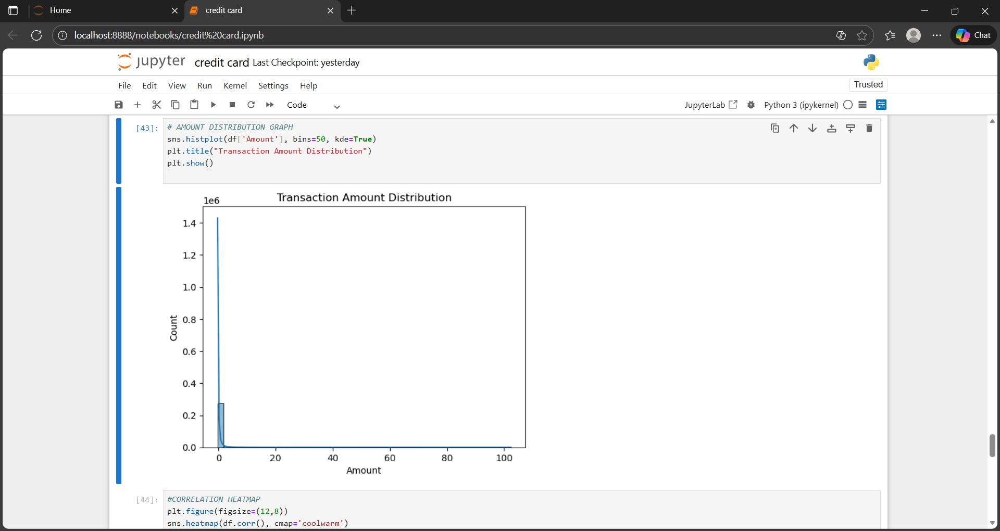 Home
credit card
localhost:8888/notebooks/credit%20card.ipynb
Chat
jupyter credit card Last Checkpoint: yesterday
File Edit View Run Kernel Settings Help
Trusted
Code
JupyterLab
Python 3 (ipykernel)
[43]:
# AMOUNT DISTRIBUTION GRAPH
sns.histplot(df['Amount'], bins=50, kde=True)
plt.title("Transaction Amount Distribution")
plt.show()
1e6
Transaction Amount Distribution
1.4
1.2
1.0
0.8
0.6
0.4
0.2
0.0
Count
0 20 40 60 80 100
Amount
[44]:
#CORRELATION HEATMAP
plt.figure(figsize=(12,8))
sns.heatmap(df.corr(), cmap='coolwarm')